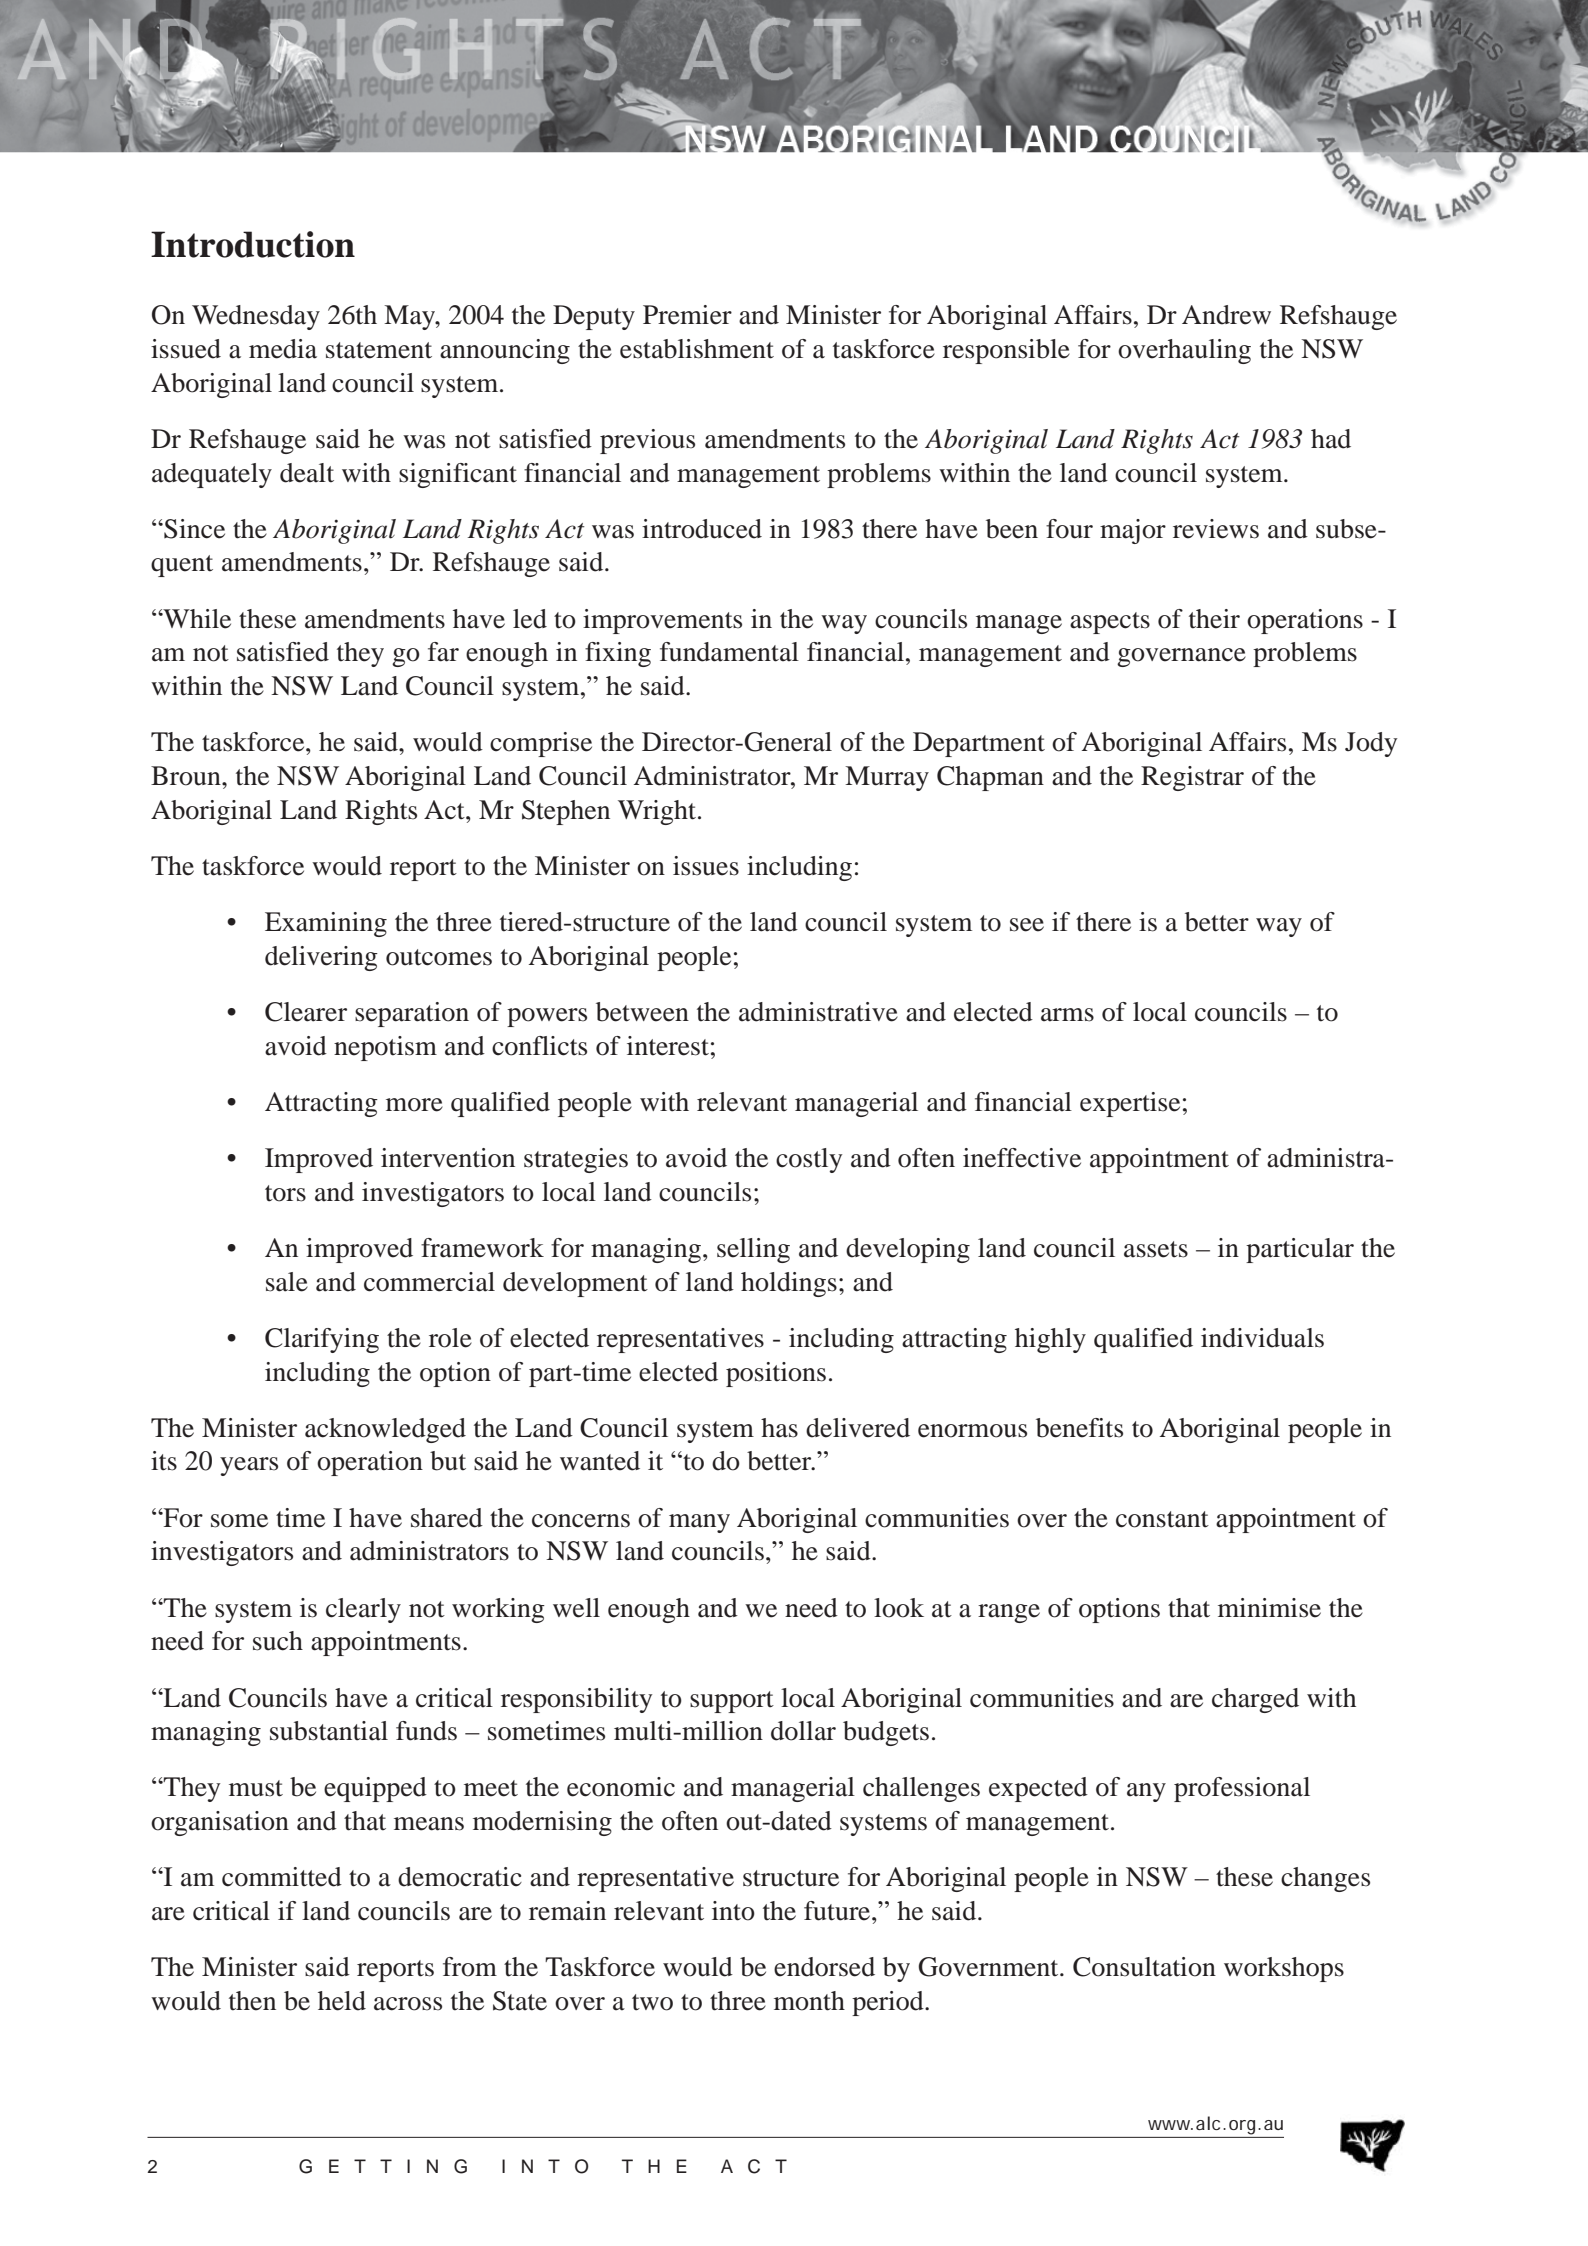 AND RIGHTS ACT
uire and make
ether the aims and
require expansi
ght of developme
NSW ABORIGINAL LAND COUNCIL
NEW SOUTH WALES
ABORIGINAL LAND COUNCIL
Introduction
On Wednesday 26th May, 2004 the Deputy Premier and Minister for Aboriginal Affairs, Dr Andrew Refshauge
issued a media statement announcing the establishment of a taskforce responsible for overhauling the NSW
Aboriginal land council system.
Dr Refshauge said he was not satisfied previous amendments to the Aboriginal Land Rights Act 1983 had
adequately dealt with significant financial and management problems within the land council system.
“Since the Aboriginal Land Rights Act was introduced in 1983 there have been four major reviews and subse-
quent amendments,” Dr. Refshauge said.
“While these amendments have led to improvements in the way councils manage aspects of their operations - I
am not satisfied they go far enough in fixing fundamental financial, management and governance problems
within the NSW Land Council system,” he said.
The taskforce, he said, would comprise the Director-General of the Department of Aboriginal Affairs, Ms Jody
Broun, the NSW Aboriginal Land Council Administrator, Mr Murray Chapman and the Registrar of the
Aboriginal Land Rights Act, Mr Stephen Wright.
The taskforce would report to the Minister on issues including:
• Examining the three tiered-structure of the land council system to see if there is a better way of
delivering outcomes to Aboriginal people;
• Clearer separation of powers between the administrative and elected arms of local councils – to
avoid nepotism and conflicts of interest;
• Attracting more qualified people with relevant managerial and financial expertise;
• Improved intervention strategies to avoid the costly and often ineffective appointment of administra-
tors and investigators to local land councils;
• An improved framework for managing, selling and developing land council assets – in particular the
sale and commercial development of land holdings; and
• Clarifying the role of elected representatives - including attracting highly qualified individuals
including the option of part-time elected positions.
The Minister acknowledged the Land Council system has delivered enormous benefits to Aboriginal people in
its 20 years of operation but said he wanted it “to do better.”
“For some time I have shared the concerns of many Aboriginal communities over the constant appointment of
investigators and administrators to NSW land councils,” he said.
“The system is clearly not working well enough and we need to look at a range of options that minimise the
need for such appointments.
“Land Councils have a critical responsibility to support local Aboriginal communities and are charged with
managing substantial funds – sometimes multi-million dollar budgets.
“They must be equipped to meet the economic and managerial challenges expected of any professional
organisation and that means modernising the often out-dated systems of management.
“I am committed to a democratic and representative structure for Aboriginal people in NSW – these changes
are critical if land councils are to remain relevant into the future,” he said.
The Minister said reports from the Taskforce would be endorsed by Government. Consultation workshops
would then be held across the State over a two to three month period.
www.alc.org.au
2 GETTING INTO THE ACT